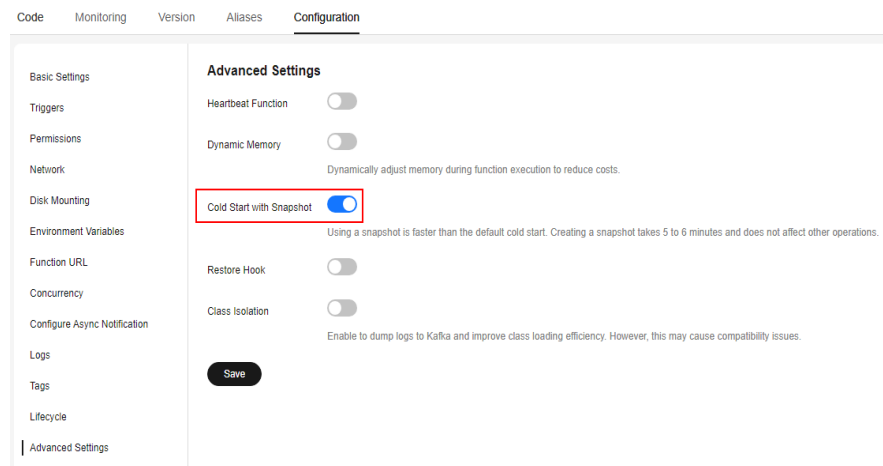 Code Monitoring Version Aliases Configuration
Basic Settings
Triggers
Permissions
Network
Disk Mounting
Environment Variables
Function URL
Concurrency
Configure Async Notification
Logs
Tags
Lifecycle
Advanced Settings
Advanced Settings
Heartbeat Function
Dynamic Memory
Dynamically adjust memory during function execution to reduce costs.
Cold Start with Snapshot
Using a snapshot is faster than the default cold start. Creating a snapshot takes 5 to 6 minutes and does not affect other operations.
Restore Hook
Class Isolation
Enable to dump logs to Kafka and improve class loading efficiency. However, this may cause compatibility issues.
Save